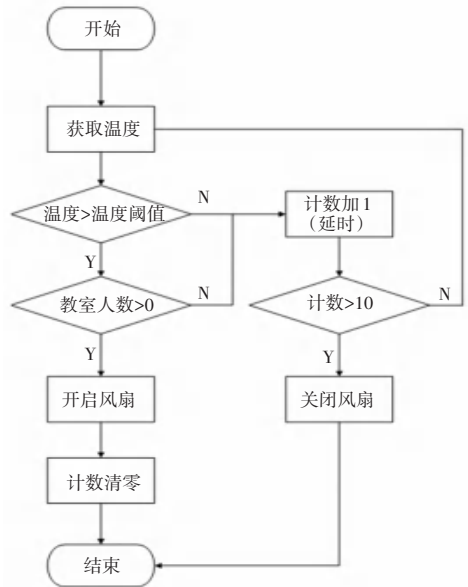 开始
获取温度
温度>温度阈值
N
计数加 1
（延时）
Y
教室人数>0
N
计数>10
N
Y
Y
开启风扇
关闭风扇
计数清零
结束